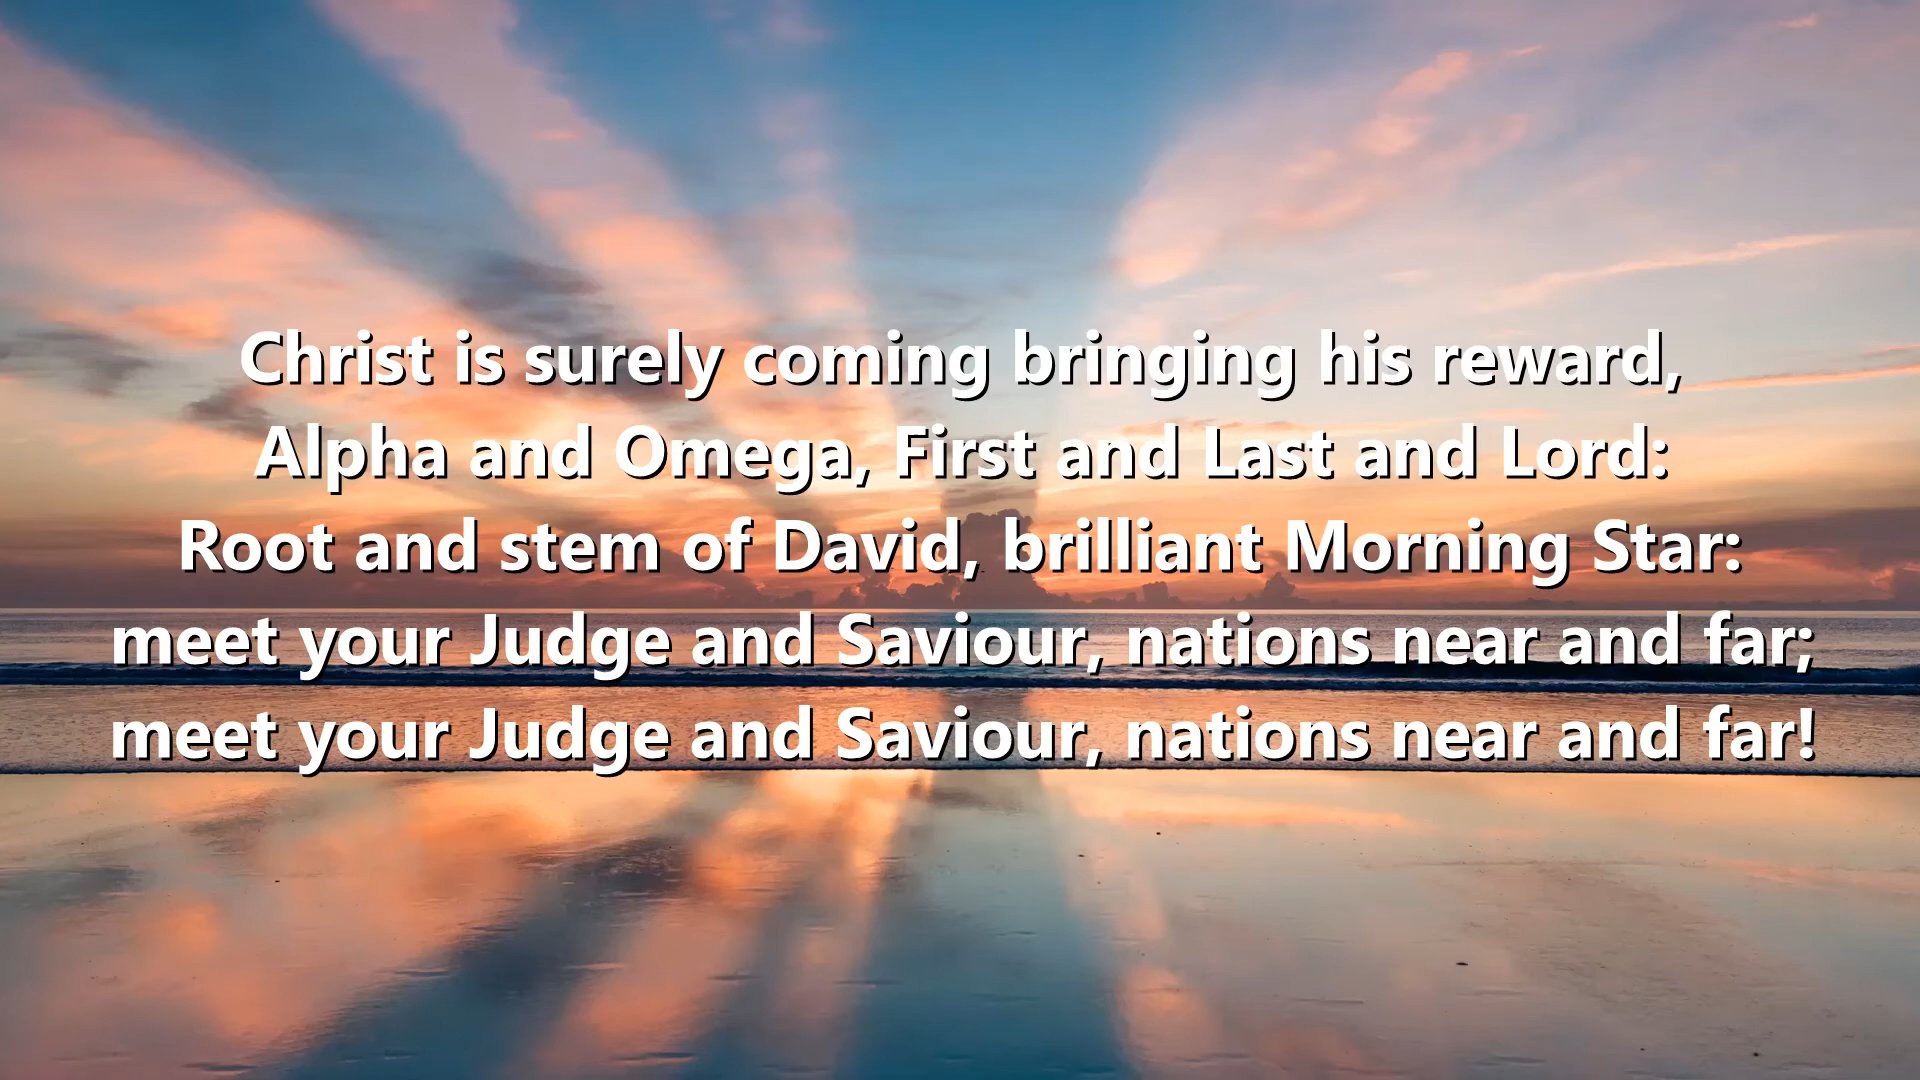 Christ is surely coming bringing his reward,
Alpha and Omega, First and Last and Lord:
Root and stem of David, brilliant Morning Star:
meet your Judge and Saviour, nations near and far;
meet your Judge and Saviour, nations near and far!